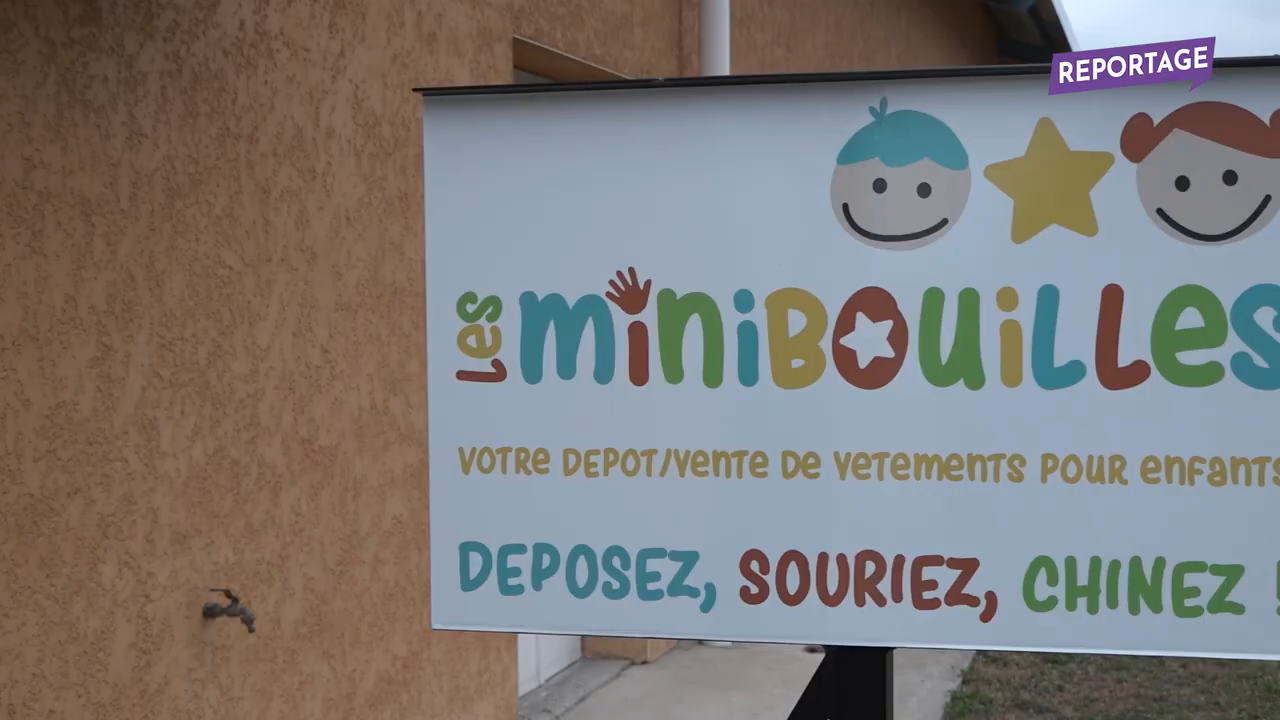 REPORTAGE
Les miniBOUiLLes
VOTRe DEPOT/Vente De VeTements POUR enfants
DEPOSEZ, SOURIEZ, CHINEZ !